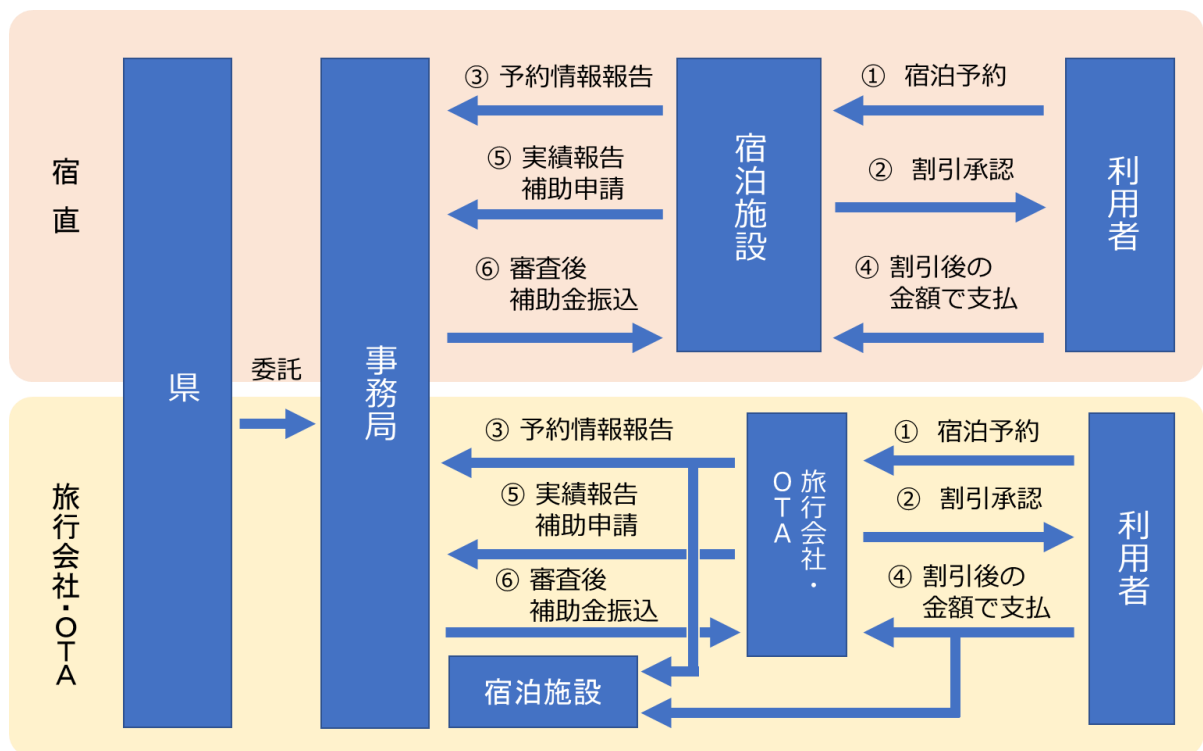 宿直
県
委託
事務局
③ 予約情報報告
⑤ 実績報告
補助申請
⑥ 審査後
補助金振込
宿泊施設
① 宿泊予約
② 割引承認
④ 割引後の
金額で支払
利用者
旅行会社・OTA
③ 予約情報報告
⑤ 実績報告
補助申請
⑥ 審査後
補助金振込
宿泊施設
旅行会社・
OTA
① 宿泊予約
② 割引承認
④ 割引後の
金額で支払
利用者